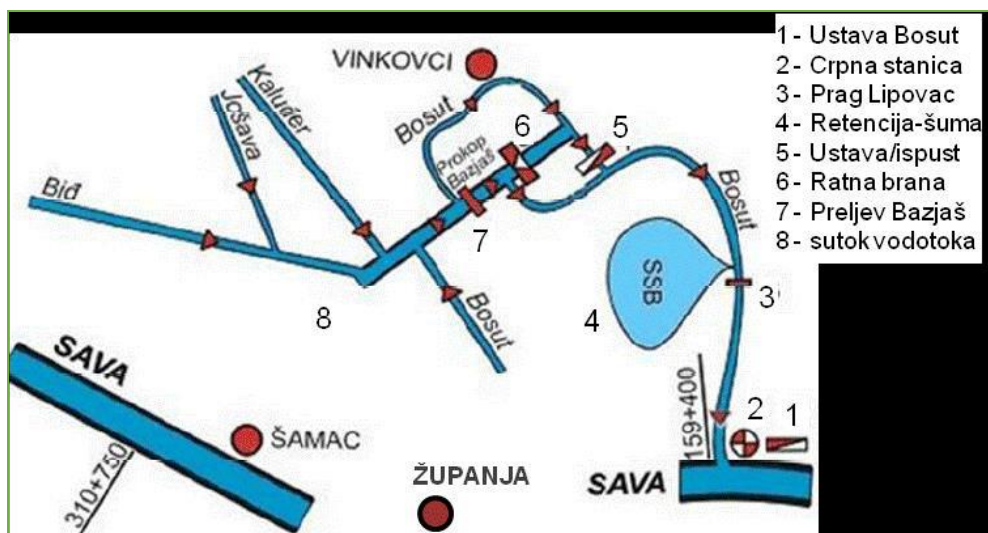 VINKOVCI
Kaluđer
Jošava
Biđ
Bosut
Prokop
Bazjaš
6
5
7
8
Bosut
Bosut
SSB
4
3
2
1
159+400
SAVA
SAVA
310+750
ŠAMAC
ŽUPANJA
1 - Ustava Bosut
2 - Crpna stanica
3 - Prag Lipovac
4 - Retencija-šuma
5 - Ustava/ispust
6 - Ratna brana
7 - Preljev Bazjaš
8 - sutok vodotoka